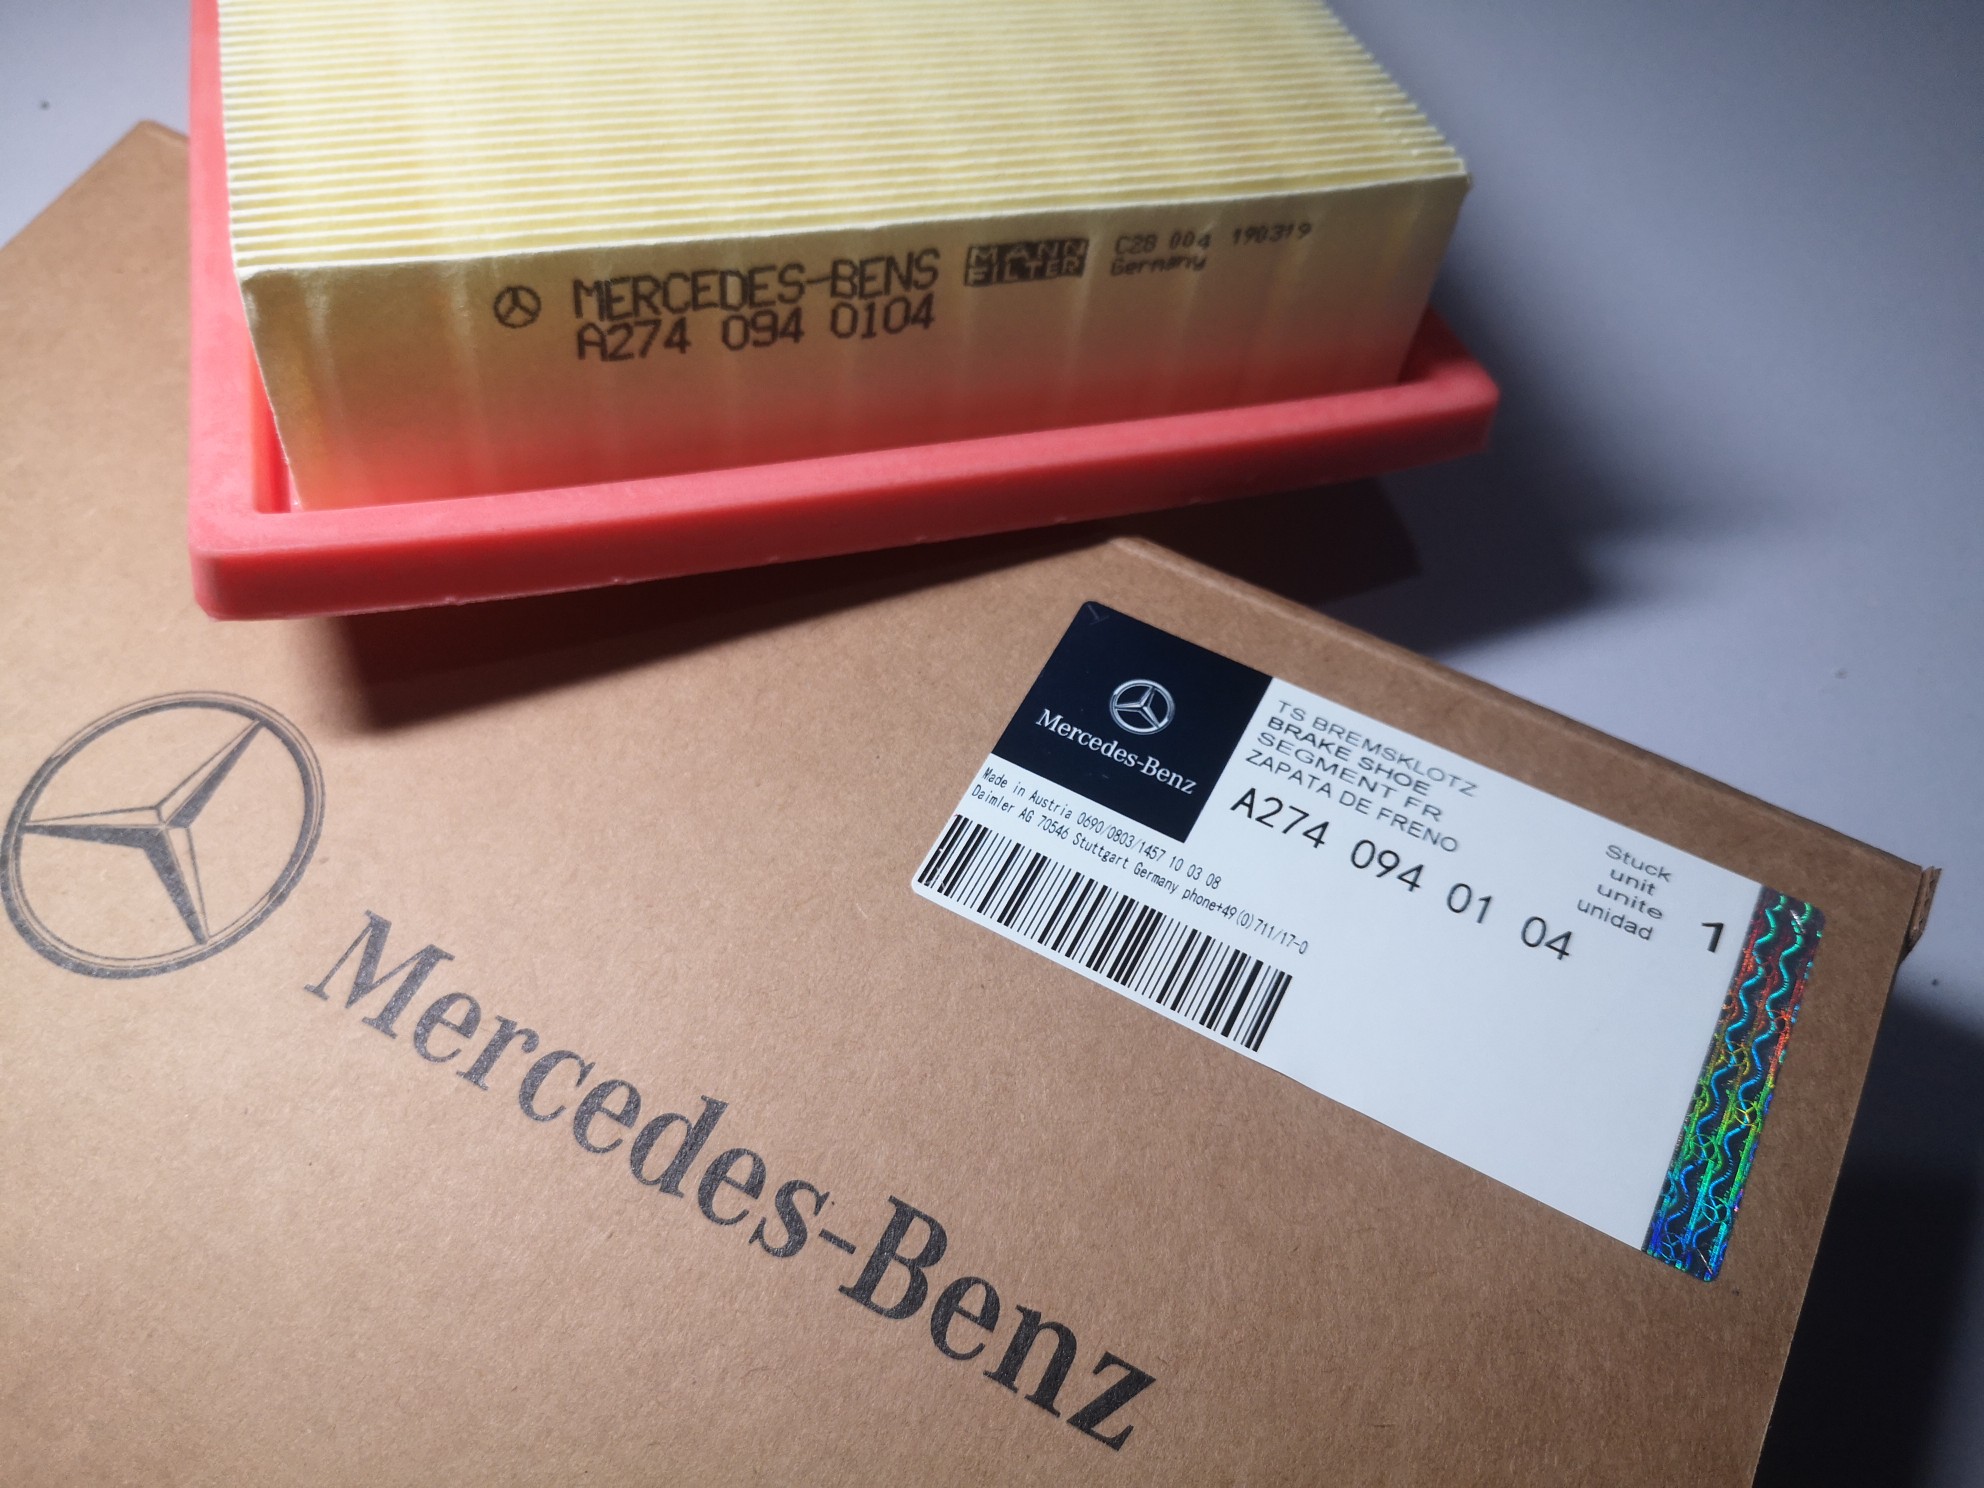 MERCEDES-BENS
A274 094 0104
MANN
FILTER
C28 004 190319
Germany
Mercedes-Benz
Mercedes-Benz
TS BREMSKLOTZ
BRAKE SHOE
SEGMENT FR
ZAPATA DE FRENO
A274 094 01 04
Stuck
unit
unite
unidad
1
Made in Austria 0690/0803/1457 10 03 08
Daimler AG 70546 Stuttgart Germany phone+49(0)711/17-0